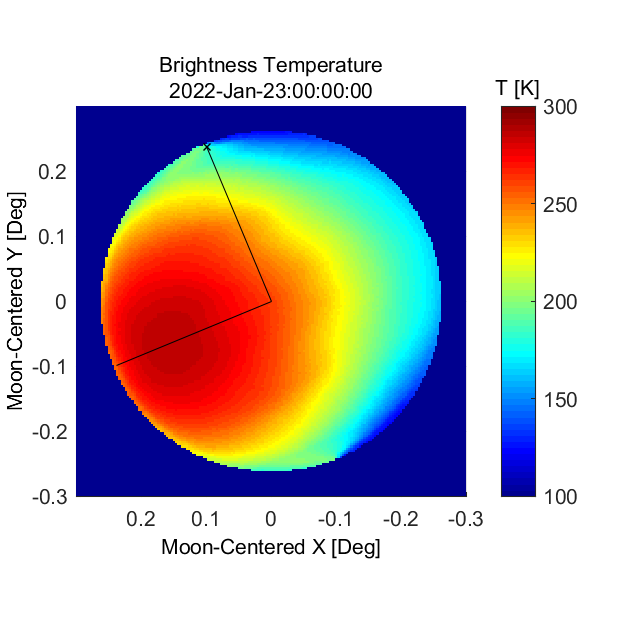 Brightness Temperature
2022-Jan-23:00:00:00
T [K]
300
250
200
150
100
0.2
0.1
0
-0.1
-0.2
-0.3
Moon-Centered Y [Deg]
0.2 0.1 0 -0.1 -0.2 -0.3
Moon-Centered X [Deg]